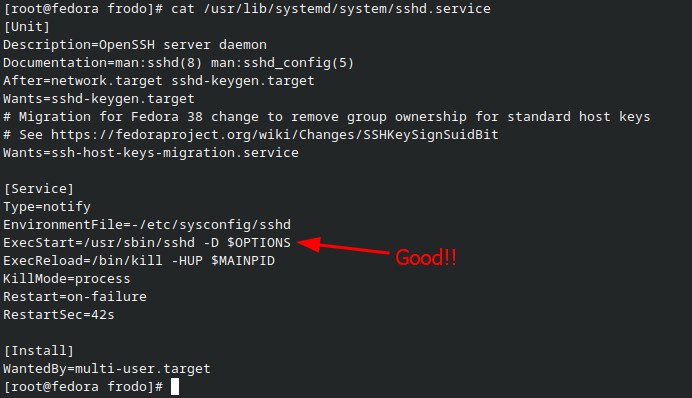 [root@fedora frodo]# cat /usr/lib/systemd/system/sshd.service
[Unit]
Description=OpenSSH server daemon
Documentation=man:sshd(8) man:sshd_config(5)
After=network.target sshd-keygen.target
Wants=sshd-keygen.target
# Migration for Fedora 38 change to remove group ownership for standard host keys
# See https://fedoraproject.org/wiki/Changes/SSHKeySignSuidBit
Wants=ssh-host-keys-migration.service

[Service]
Type=notify
EnvironmentFile=-/etc/sysconfig/sshd
ExecStart=/usr/sbin/sshd -D $OPTIONS
Good!!
ExecReload=/bin/kill -HUP $MAINPID
KillMode=process
Restart=on-failure
RestartSec=42s

[Install]
WantedBy=multi-user.target
[root@fedora frodo]#